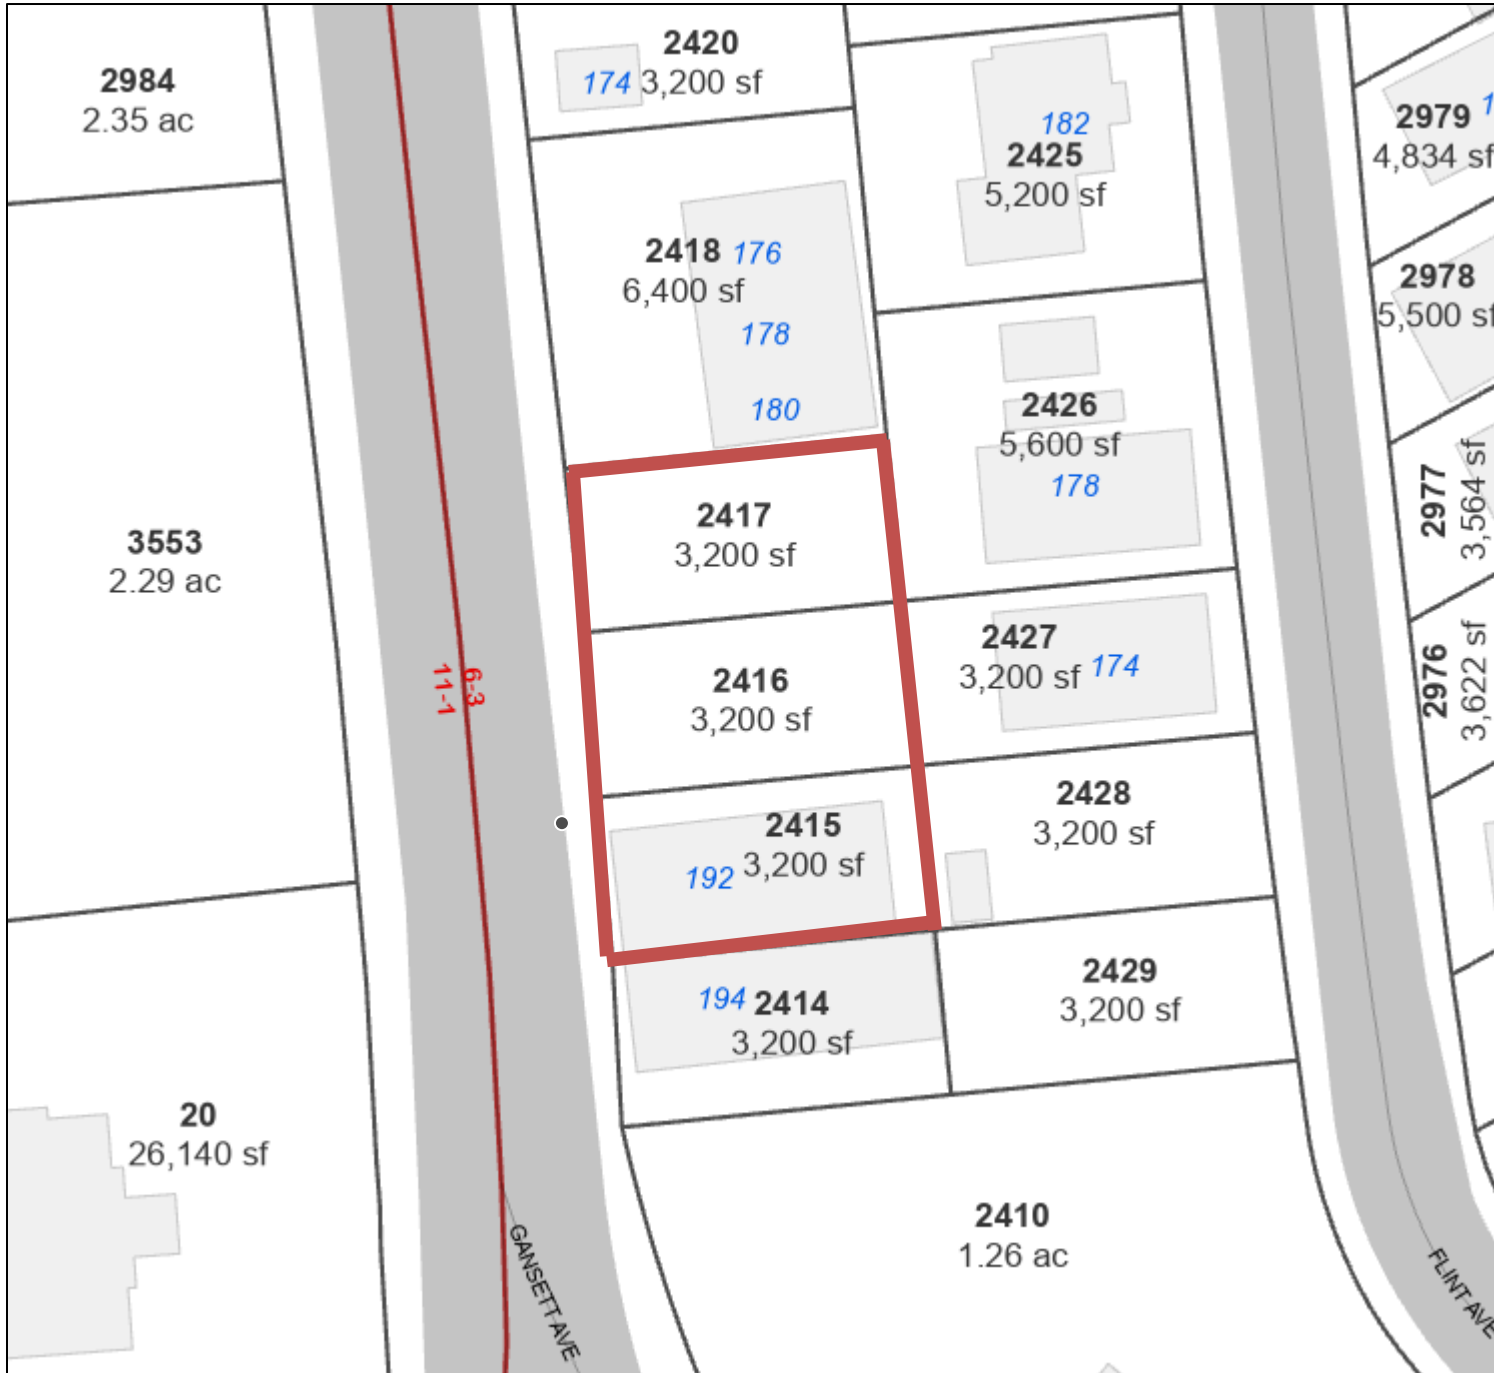 2984
2.35 ac
174
2420
3,200 sf
182
2425
5,200 sf
2979
4,834 sf
2418
6,400 sf
176
178
180
2978
5,500 sf
2426
5,600 sf
178
2417
3,200 sf
2977
3,564 sf
3553
2.29 ac
6-3
11-1
2416
3,200 sf
2427
3,200 sf
174
2976
3,622 sf
2415
3,200 sf
192
2428
3,200 sf
194
2414
3,200 sf
2429
3,200 sf
20
26,140 sf
2410
1.26 ac
GANSETT AVE
FLINT AVE